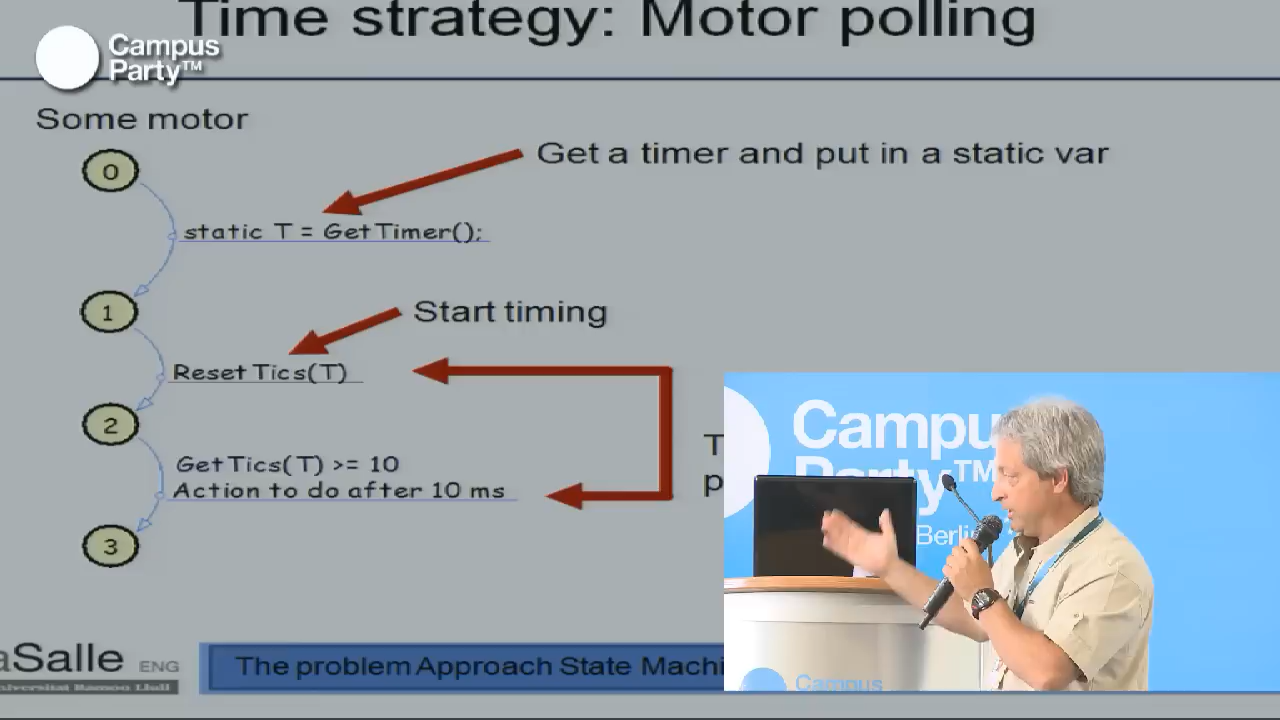 Time strategy: Motor polling
Campus
Party™
Some motor
0
Get a timer and put in a static var
static T = GetTimer();
1
Start timing
ResetTics(T)
2
GetTics(T) >= 10
Action to do after 10 ms
3
Campus
Party™
Berlin
aSalle ENG
Universitat Ramon Llull
The problem Approach State Machi
Campus